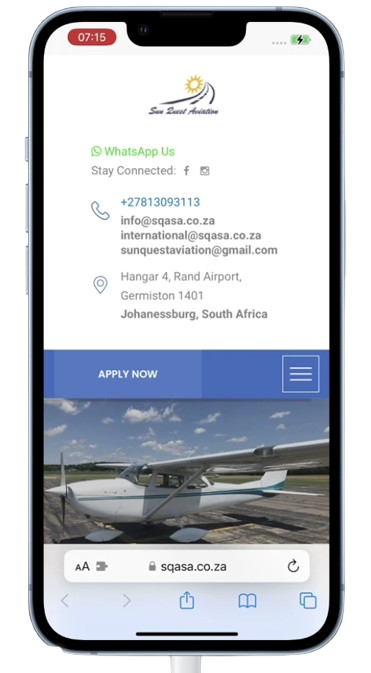 07:15
Sun Quest Aviation
WhatsApp Us
Stay Connected:
+27813093113
info@sqasa.co.za
international@sqasa.co.za
sunquestaviation@gmail.com
Hangar 4, Rand Airport,
Germiston 1401
Johanessburg, South Africa
APPLY NOW
AA
sqasa.co.za